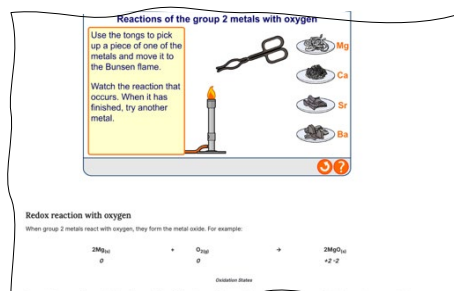 Reactions of the group 2 metals with oxygen
Use the tongs to pick
up a piece of one of the
metals and move it to
the Bunsen flame.
Watch the reaction that
occurs. When it has
finished, try another
metal.
Mg
Ca
Sr
Ba
?
Redox reaction with oxygen
When group 2 metals react with oxygen, they form the metal oxide. For example:
2Mg(s) + O2(g) → 2MgO(s)
0 0 +2 -2
Oxidation States